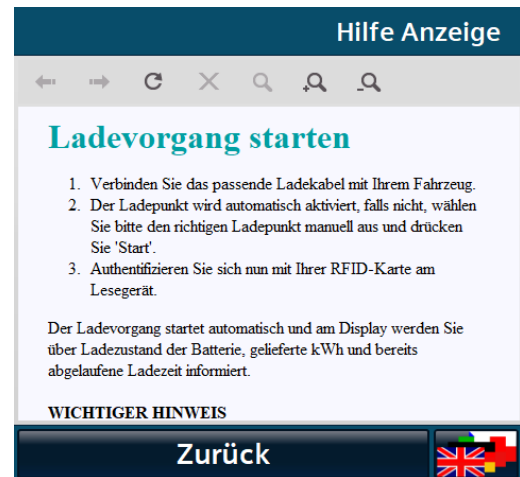 Hilfe Anzeige
Ladevorgang starten
1. Verbinden Sie das passende Ladekabel mit Ihrem Fahrzeug.
2. Der Ladepunkt wird automatisch aktiviert, falls nicht, wählen
Sie bitte den richtigen Ladepunkt manuell aus und drücken
Sie 'Start'.
3. Authentifizieren Sie sich nun mit Ihrer RFID-Karte am
Lesegerät.
Der Ladevorgang startet automatisch und am Display werden Sie
über Ladezustand der Batterie, gelieferte kWh und bereits
abgelaufene Ladezeit informiert.
WICHTIGER HINWEIS
Zurück